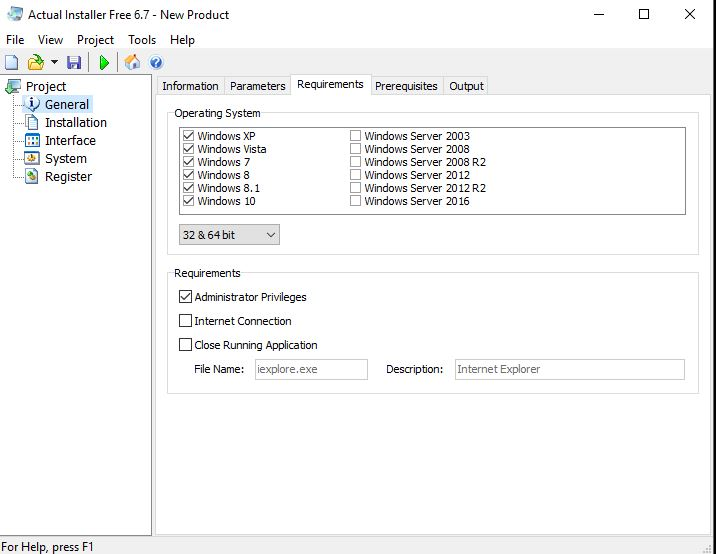 Actual Installer Free 6.7 - New Product
File View Project Tools Help
Project
General
Installation
Interface
System
Register
Information Parameters Requirements Prerequisites Output
Operating System
Windows XP Windows Server 2003
Windows Vista Windows Server 2008
Windows 7 Windows Server 2008 R2
Windows 8 Windows Server 2012
Windows 8.1 Windows Server 2012 R2
Windows 10 Windows Server 2016
32 & 64 bit
Requirements
Administrator Privileges
Internet Connection
Close Running Application
File Name: iexplore.exe Description: Internet Explorer
For Help, press F1